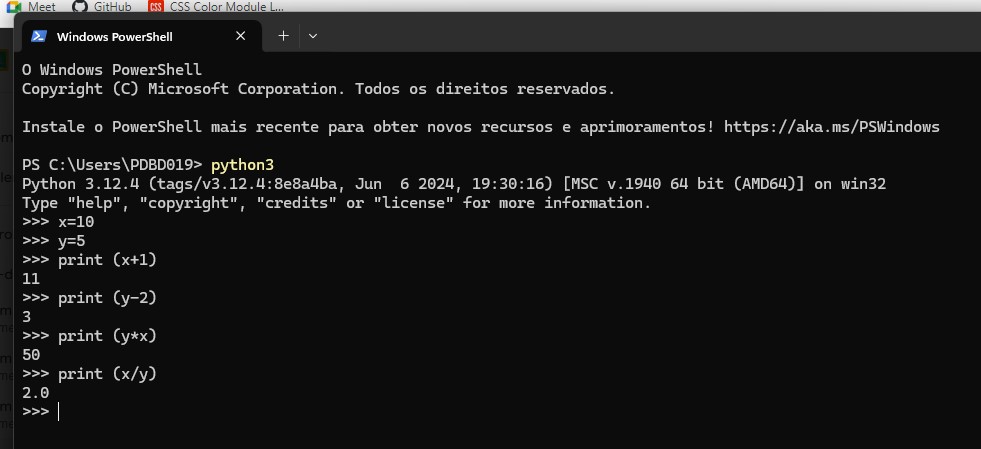 Meet GitHub CSS CSS Color Module L...
Windows PowerShell
O Windows PowerShell
Copyright (C) Microsoft Corporation. Todos os direitos reservados.
Instale o PowerShell mais recente para obter novos recursos e aprimoramentos! https://aka.ms/PSWindows
PS C:\Users\PDBD019> python3
Python 3.12.4 (tags/v3.12.4:8e8a4ba, Jun  6 2024, 19:30:16) [MSC v.1940 64 bit (AMD64)] on win32
Type "help", "copyright", "credits" or "license" for more information.
>>> x=10
>>> y=5
>>> print (x+1)
11
>>> print (y-2)
3
>>> print (y*x)
50
>>> print (x/y)
2.0
>>>